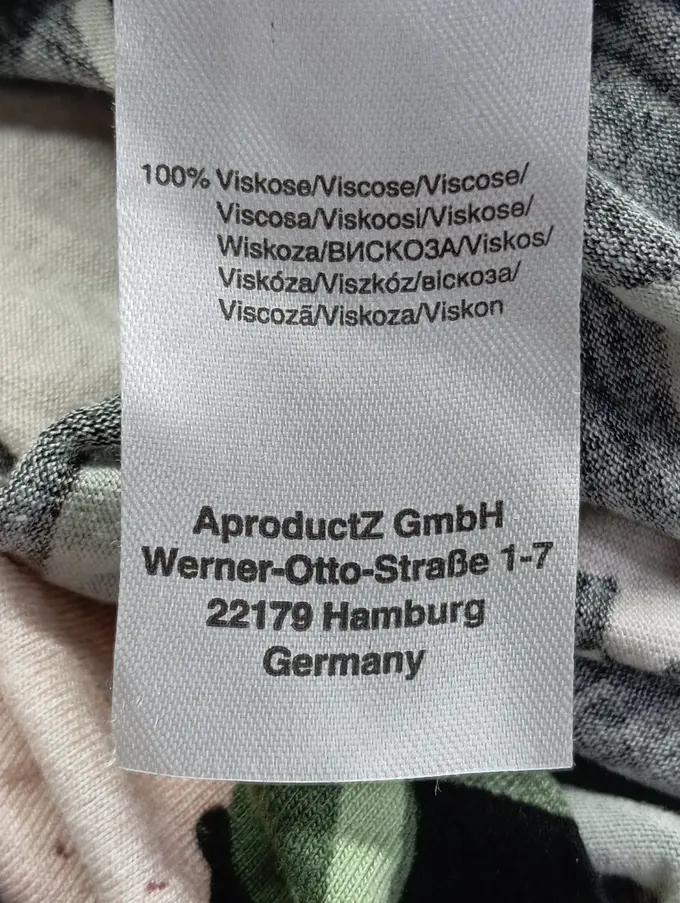 100% Viskose/Viscose/Viscose/
Viscosa/Viskoosi/Viskose/
Wiskoza/ВИСКОЗА/Viskos/
Viskóza/Viszkóz/віскоза/
Viscoză/Viskoza/Viskon
AproductZ GmbH
Werner-Otto-Straße 1-7
22179 Hamburg
Germany